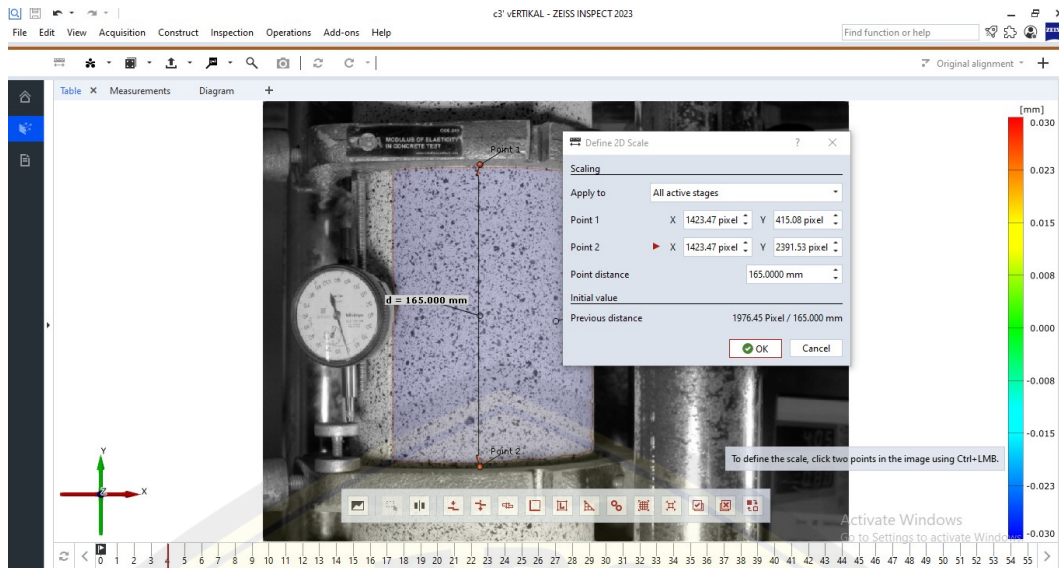 c3' vERTIKAL - ZEISS INSPECT 2023
File Edit View Acquisition Construct Inspection Operations Add-ons Help
Find function or help
ZEISS
Original alignment
Table
Measurements
Diagram
[mm]
0.030
0.023
0.015
0.008
0.000
-0.008
-0.015
-0.023
-0.030
MODULUS OF ELASTICITY
IN CONCRETE TEST
Point 1
d = 165.000 mm
Point 2
Define 2D Scale
Scaling
Apply to All active stages
Point 1 X 1423.47 pixel Y 415.08 pixel
Point 2 X 1423.47 pixel Y 2391.53 pixel
Point distance 165.0000 mm
Initial value
Previous distance 1976.45 Pixel / 165.000 mm
OK Cancel
To define the scale, click two points in the image using Ctrl+LMB.
Y
Z
X
Activate Windows
Go to Settings to activate Windows.
0 1 2 3 4 5 6 7 8 9 10 11 12 13 14 15 16 17 18 19 20 21 22 23 24 25 26 27 28 29 30 31 32 33 34 35 36 37 38 39 40 41 42 43 44 45 46 47 48 49 50 51 52 53 54 55